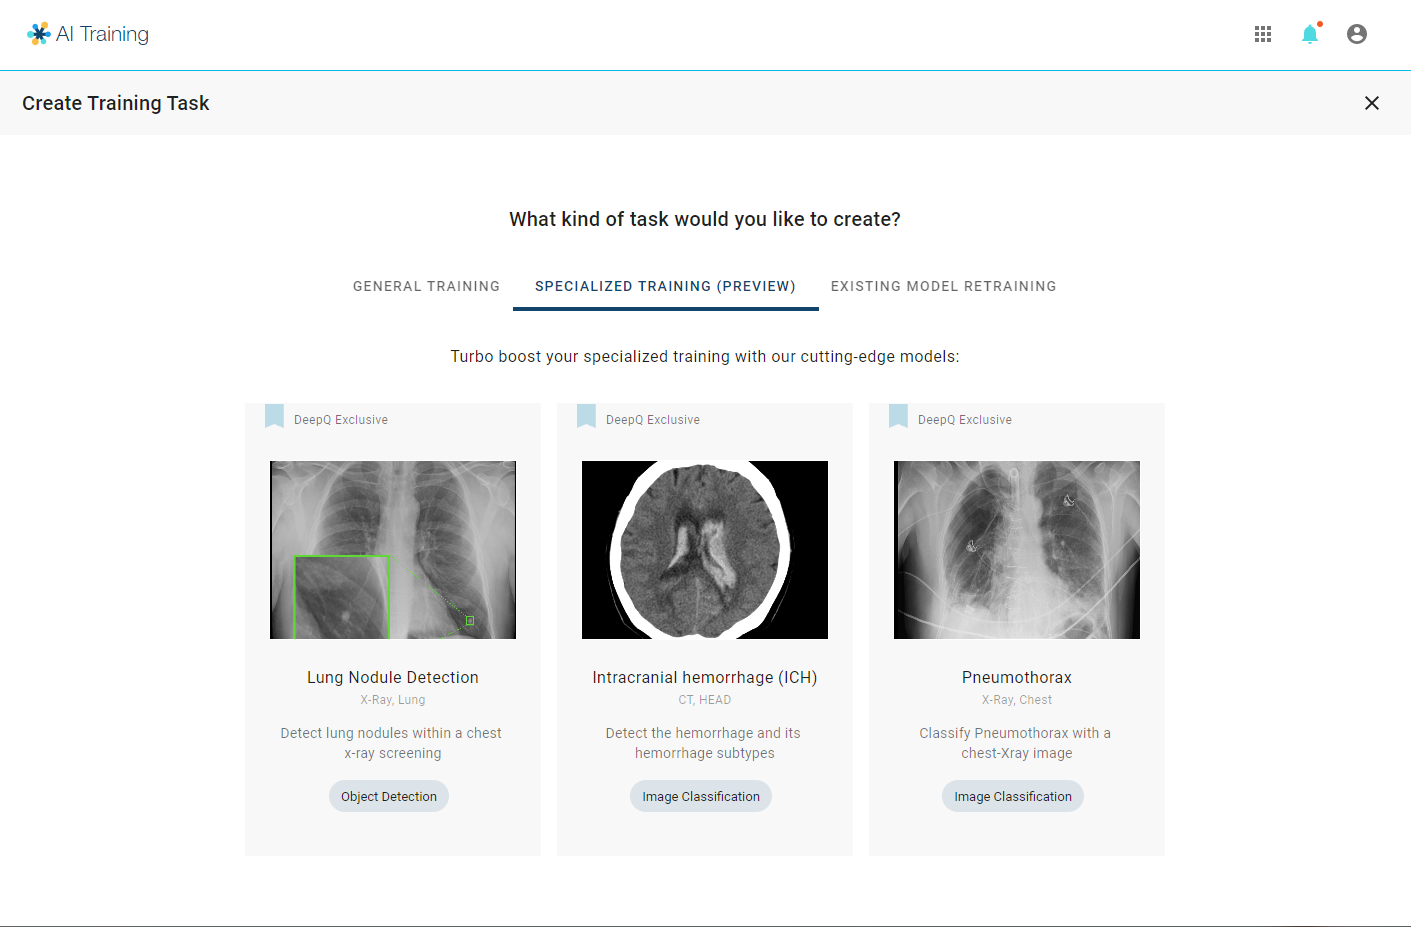 AI Training
Create Training Task
What kind of task would you like to create?
GENERAL TRAINING
SPECIALIZED TRAINING (PREVIEW)
EXISTING MODEL RETRAINING
Turbo boost your specialized training with our cutting-edge models:
DeepQ Exclusive
Lung Nodule Detection
X-Ray, Lung
Detect lung nodules within a chest
x-ray screening
Object Detection
DeepQ Exclusive
Intracranial hemorrhage (ICH)
CT, HEAD
Detect the hemorrhage and its
hemorrhage subtypes
Image Classification
DeepQ Exclusive
Pneumothorax
X-Ray, Chest
Classify Pneumothorax with a
chest-Xray image
Image Classification